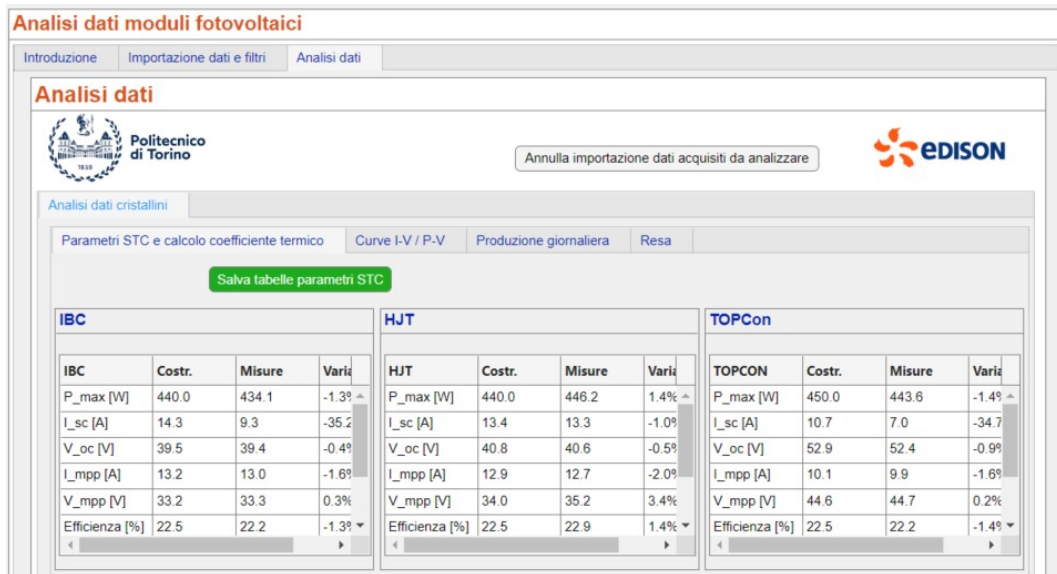 Analisi dati moduli fotovoltaici
Introduzione Importazione dati e filtri Analisi dati
Analisi dati
1859
Politecnico
di Torino
Annulla importazione dati acquisiti da analizzare
EDISON
Analisi dati cristallini
Parametri STC e calcolo coefficiente termico Curve I-V / P-V Produzione giornaliera Resa
Salva tabelle parametri STC
IBC HJT TOPCon
IBC Costr. Misure Varia HJT Costr. Misure Varia TOPCON Costr. Misure Varia
P_max [W] 440.0 434.1 -1.3% P_max [W] 440.0 446.2 1.4% P_max [W] 450.0 443.6 -1.4%
I_sc [A] 14.3 9.3 -35.2 I_sc [A] 13.4 13.3 -1.0% I_sc [A] 10.7 7.0 -34.7
V_oc [V] 39.5 39.4 -0.4% V_oc [V] 40.8 40.6 -0.5% V_oc [V] 52.9 52.4 -0.9%
I_mpp [A] 13.2 13.0 -1.6% I_mpp [A] 12.9 12.7 -2.0% I_mpp [A] 10.1 9.9 -1.6%
V_mpp [V] 33.2 33.3 0.3% V_mpp [V] 34.0 35.2 3.4% V_mpp [V] 44.6 44.7 0.2%
Efficienza [%] 22.5 22.2 -1.3% Efficienza [%] 22.5 22.9 1.4% Efficienza [%] 22.5 22.2 -1.4%